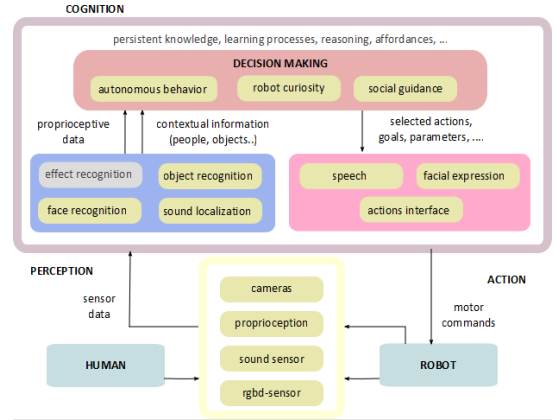 COGNITION
persistent knowledge, learning processes, reasoning, affordances, ...
DECISION MAKING
autonomous behavior
robot curiosity
social guidance
proprioceptive
data
contextual information
(people, objects..)
selected actions,
goals, parameters, ....
effect recognition
object recognition
face recognition
sound localization
speech
facial expression
actions interface
PERCEPTION
ACTION
sensor
data
cameras
proprioception
sound sensor
rgbd-sensor
motor
commands
HUMAN
ROBOT